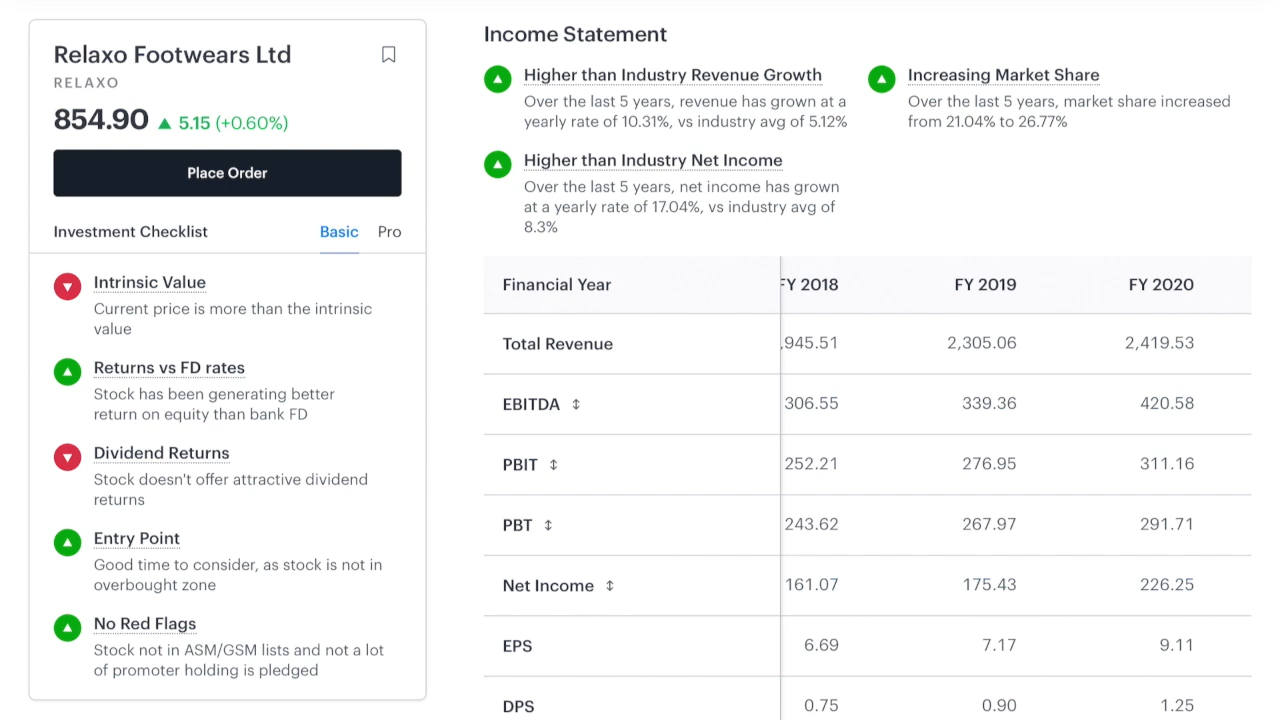 Relaxo Footwears Ltd
RELAXO
854.90 ▲ 5.15 (+0.60%)
Place Order
Investment Checklist Basic Pro
Intrinsic Value
Current price is more than the intrinsic
value
Returns vs FD rates
Stock has been generating better
return on equity than bank FD
Dividend Returns
Stock doesn't offer attractive dividend
returns
Entry Point
Good time to consider, as stock is not in
overbought zone
No Red Flags
Stock not in ASM/GSM lists and not a lot
of promoter holding is pledged
Income Statement
Higher than Industry Revenue Growth
Over the last 5 years, revenue has grown at a
yearly rate of 10.31%, vs industry avg of 5.12%
Increasing Market Share
Over the last 5 years, market share increased
from 21.04% to 26.77%
Higher than Industry Net Income
Over the last 5 years, net income has grown
at a yearly rate of 17.04%, vs industry avg of
8.3%
Financial Year FY 2018 FY 2019 FY 2020
Total Revenue ,945.51 2,305.06 2,419.53
EBITDA 306.55 339.36 420.58
PBIT 252.21 276.95 311.16
PBT 243.62 267.97 291.71
Net Income 161.07 175.43 226.25
EPS 6.69 7.17 9.11
DPS 0.75 0.90 1.25